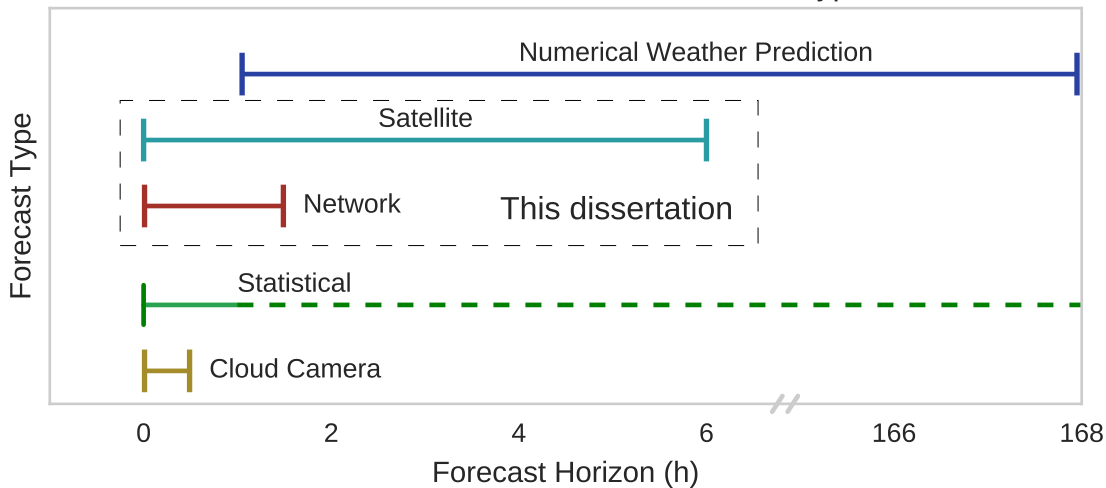 Numerical Weather Prediction
Satellite
Network
This dissertation
Statistical
Cloud Camera
Forecast Type
0 2 4 6 166 168
Forecast Horizon (h)